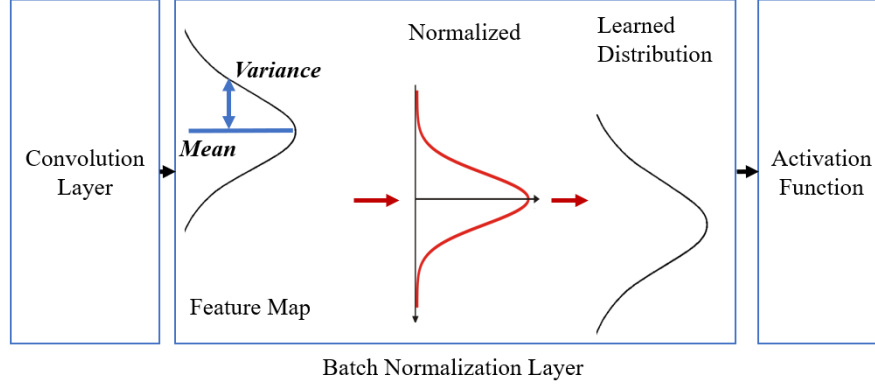 Convolution
Layer
Variance
Mean
Feature Map
Normalized
Learned
Distribution
Activation
Function
Batch Normalization Layer